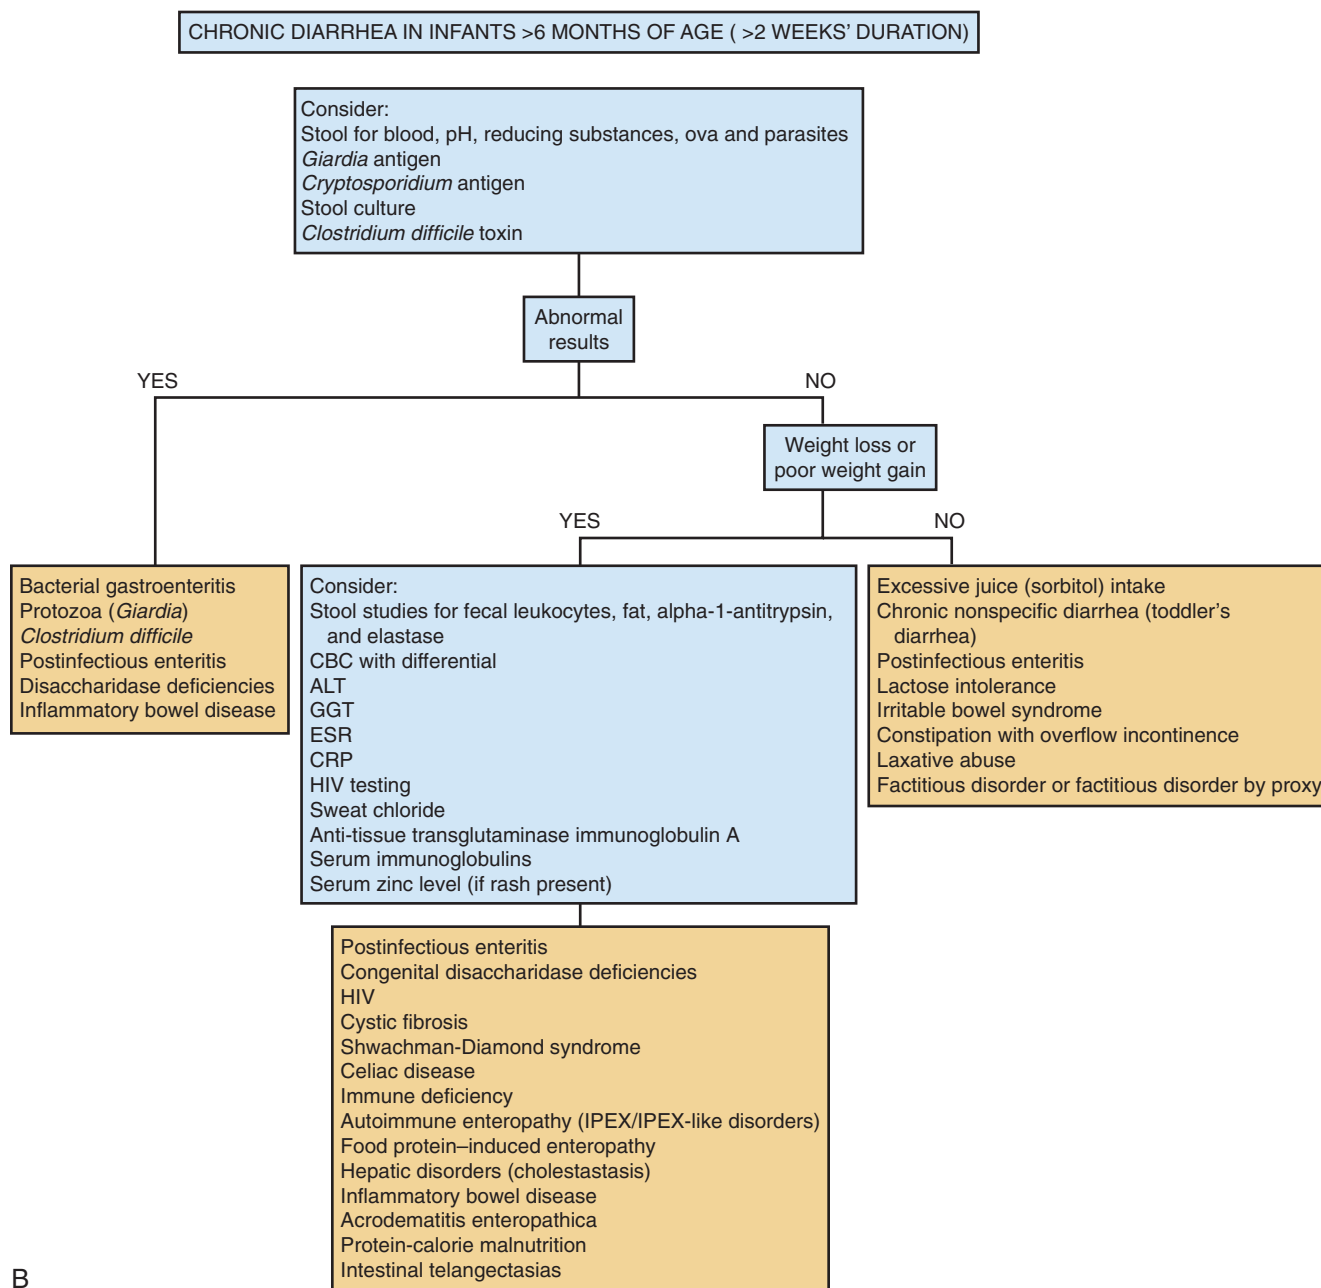 CHRONIC DIARRHEA IN INFANTS >6 MONTHS OF AGE ( >2 WEEKS' DURATION)
Consider:
Stool for blood, pH, reducing substances, ova and parasites
Giardia antigen
Cryptosporidium antigen
Stool culture
Clostridium difficile toxin
Abnormal
results
YES
NO
Weight loss or
poor weight gain
YES
NO
Bacterial gastroenteritis
Protozoa (Giardia)
Clostridium difficile
Postinfectious enteritis
Disaccharidase deficiencies
Inflammatory bowel disease
Consider:
Stool studies for fecal leukocytes, fat, alpha-1-antitrypsin,
and elastase
CBC with differential
ALT
GGT
ESR
CRP
HIV testing
Sweat chloride
Anti-tissue transglutaminase immunoglobulin A
Serum immunoglobulins
Serum zinc level (if rash present)
Excessive juice (sorbitol) intake
Chronic nonspecific diarrhea (toddler's
diarrhea)
Postinfectious enteritis
Lactose intolerance
Irritable bowel syndrome
Constipation with overflow incontinence
Laxative abuse
Factitious disorder or factitious disorder by proxy
Postinfectious enteritis
Congenital disaccharidase deficiencies
HIV
Cystic fibrosis
Shwachman-Diamond syndrome
Celiac disease
Immune deficiency
Autoimmune enteropathy (IPEX/IPEX-like disorders)
Food protein–induced enteropathy
Hepatic disorders (cholestastasis)
Inflammatory bowel disease
Acrodematitis enteropathica
Protein-calorie malnutrition
Intestinal telangectasias
B